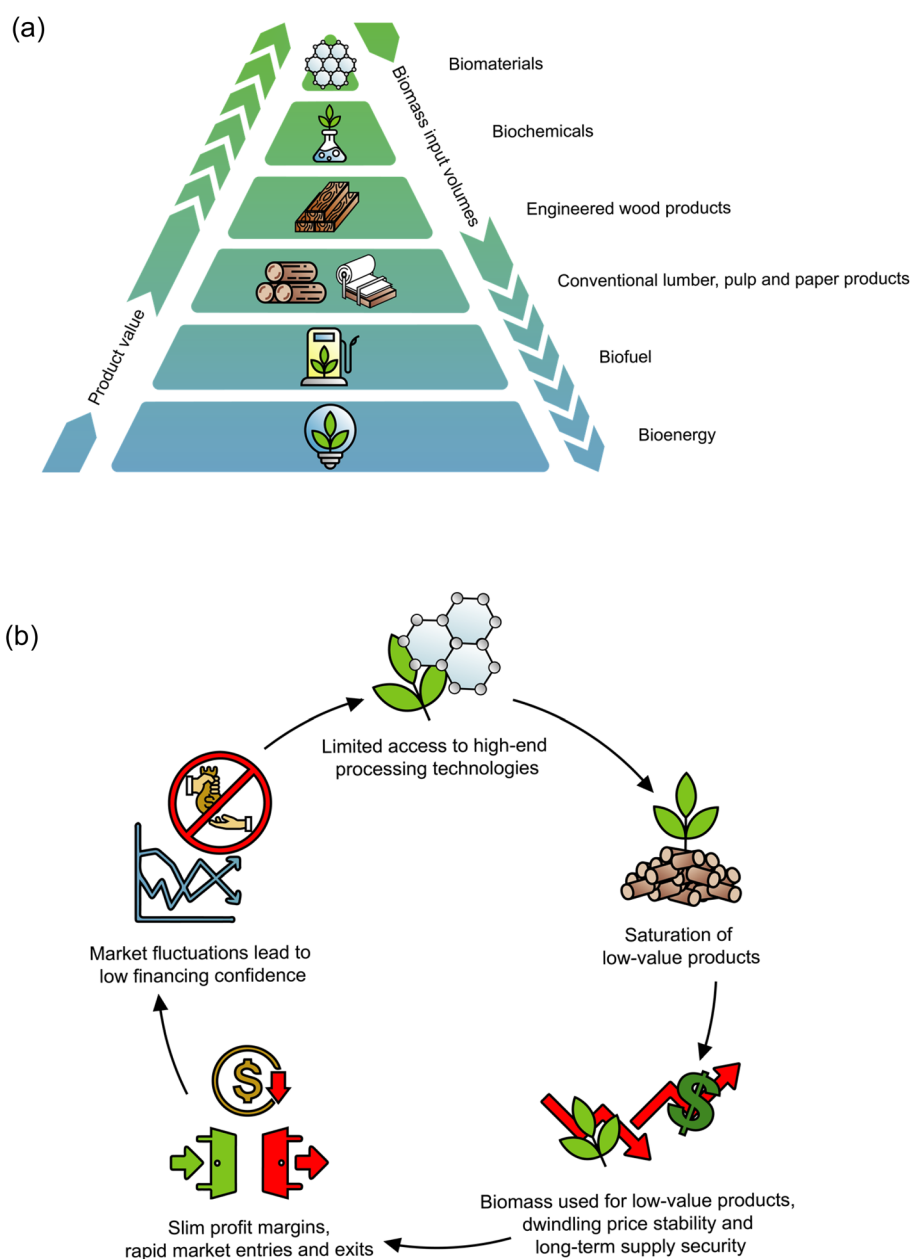 (a)
Biomaterials
Biomass input volumes
Biochemicals
Engineered wood products
Conventional lumber, pulp and paper products
Product value
Biofuel
Bioenergy
(b)
Limited access to high-end
processing technologies
Saturation of
low-value products
$
Biomass used for low-value products,
dwindling price stability and
long-term supply security
$
Slim profit margins,
rapid market entries and exits
Market fluctuations lead to
low financing confidence